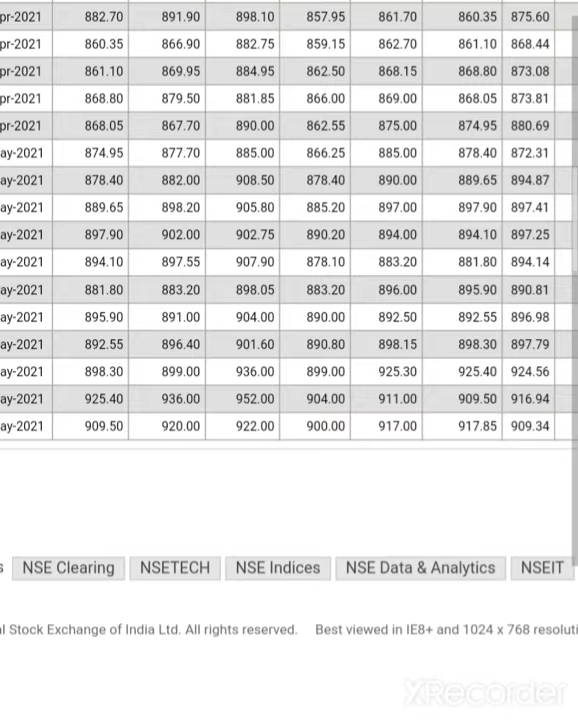 pr-2021 882.70 891.90 898.10 857.95 861.70 860.35 875.60
pr-2021 860.35 866.90 882.75 859.15 862.70 861.10 868.44
pr-2021 861.10 869.95 884.95 862.50 868.15 868.80 873.08
pr-2021 868.80 879.50 881.85 866.00 869.00 868.05 873.81
pr-2021 868.05 867.70 890.00 862.55 875.00 874.95 880.69
ay-2021 874.95 877.70 885.00 866.25 885.00 878.40 872.31
ay-2021 878.40 882.00 908.50 878.40 890.00 889.65 894.87
ay-2021 889.65 898.20 905.80 885.20 897.00 897.90 897.41
ay-2021 897.90 902.00 902.75 890.20 894.00 894.10 897.25
ay-2021 894.10 897.55 907.90 878.10 883.20 881.80 894.14
ay-2021 881.80 883.20 898.05 883.20 896.00 895.90 890.81
ay-2021 895.90 891.00 904.00 890.00 892.50 892.55 896.98
ay-2021 892.55 896.40 901.60 890.80 898.15 898.30 897.79
ay-2021 898.30 899.00 936.00 899.00 925.30 925.40 924.56
ay-2021 925.40 936.00 952.00 904.00 911.00 909.50 916.94
ay-2021 909.50 920.00 922.00 900.00 917.00 917.85 909.34
s NSE Clearing NSETECH NSE Indices NSE Data & Analytics NSEIT
al Stock Exchange of India Ltd. All rights reserved. Best viewed in IE8+ and 1024 x 768 resoluti
XRecorder